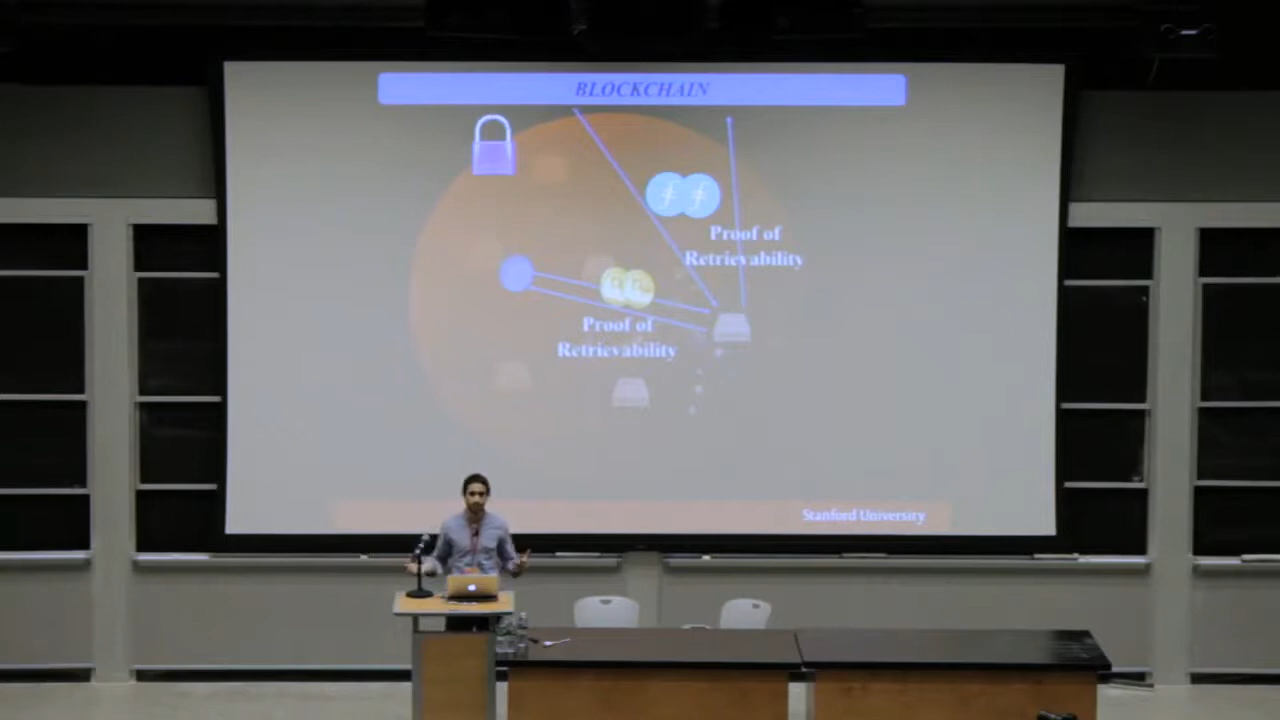 BLOCKCHAIN
Proof of
Retrievability
Proof of
Retrievability
Stanford University